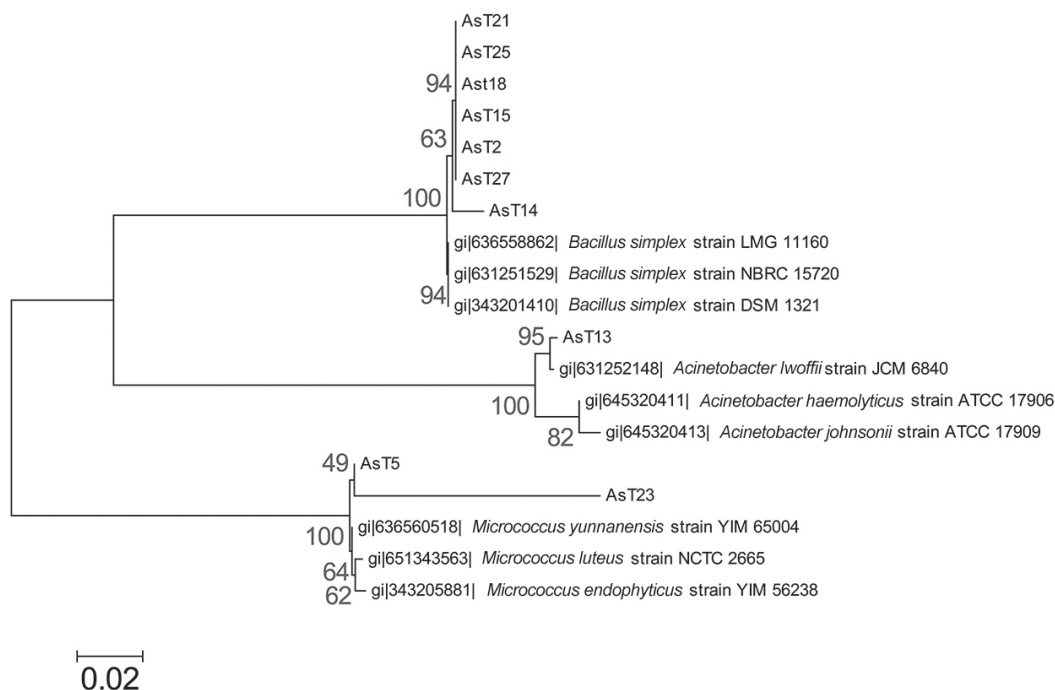 AsT21
AsT25
94 Ast18
AsT15
63
AsT2
AsT27
100
AsT14
gi|636558862| Bacillus simplex strain LMG 11160
gi|631251529| Bacillus simplex strain NBRC 15720
94 gi|343201410| Bacillus simplex strain DSM 1321
95 AsT13
gi|631252148| Acinetobacter lwoffii strain JCM 6840
gi|645320411| Acinetobacter haemolyticus strain ATCC 17906
100
82 gi|645320413| Acinetobacter johnsonii strain ATCC 17909
49 AsT5
AsT23
gi|636560518| Micrococcus yunnanensis strain YIM 65004
100
gi|651343563| Micrococcus luteus strain NCTC 2665
64
62 gi|343205881| Micrococcus endophyticus strain YIM 56238
0.02